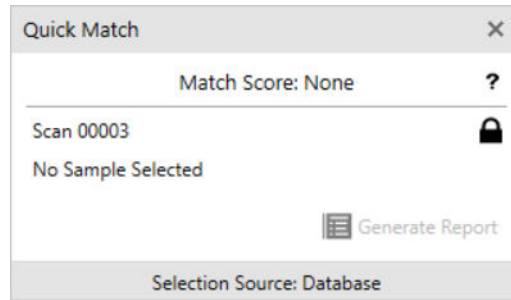 Quick Match
Match Score: None ?
Scan 00003
No Sample Selected
Generate Report
Selection Source: Database